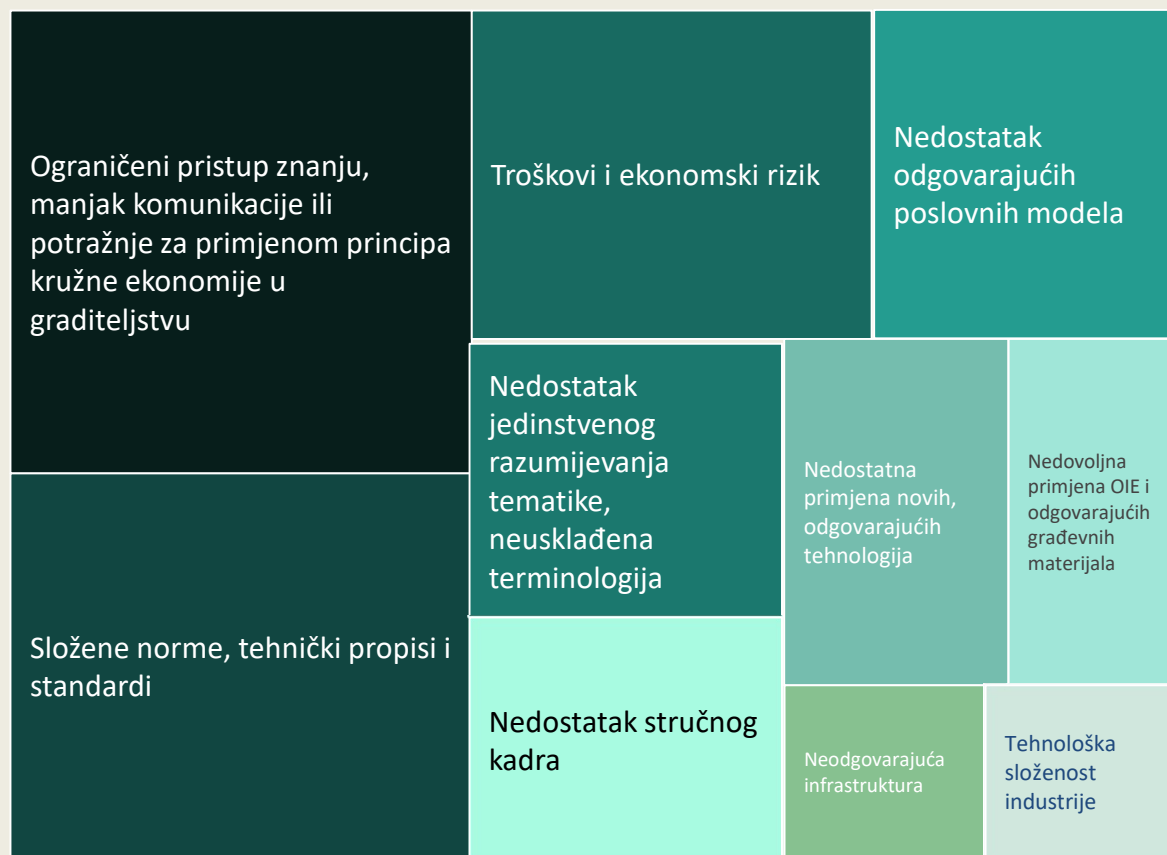 Ograničeni pristup znanju,
manjak komunikacije ili
potražnje za primjenom principa
kružne ekonomije u
graditeljstvu
Troškovi i ekonomski rizik
Nedostatak
odgovarajućih
poslovnih modela
Nedostatak
jedinstvenog
razumijevanja
tematike,
neusklađena
terminologija
Nedostatna
primjena novih,
odgovarajućih
tehnologija
Nedovoljna
primjena OIE i
odgovarajućih
građevnih
materijala
Složene norme, tehnički propisi i
standardi
Nedostatak stručnog
kadra
Neodgovarajuća
infrastruktura
Tehnološka
složenost
industrije